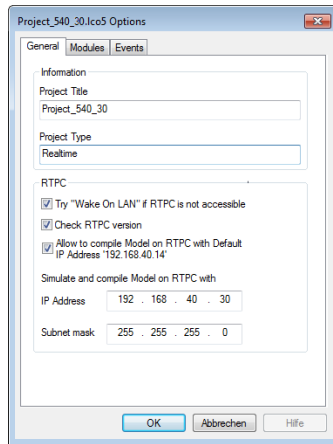 Project_540_30.lco5 Options
General Modules Events
Information
Project Title
Project_540_30
Project Type
Realtime
RTPC
Try "Wake On LAN" if RTPC is not accessible
Check RTPC version
Allow to compile Model on RTPC with Default
IP Address '192.168.40.14'
Simulate and compile Model on RTPC with
IP Address 192 . 168 . 40 . 30
Subnet mask 255 . 255 . 255 . 0
OK Abbrechen Hilfe